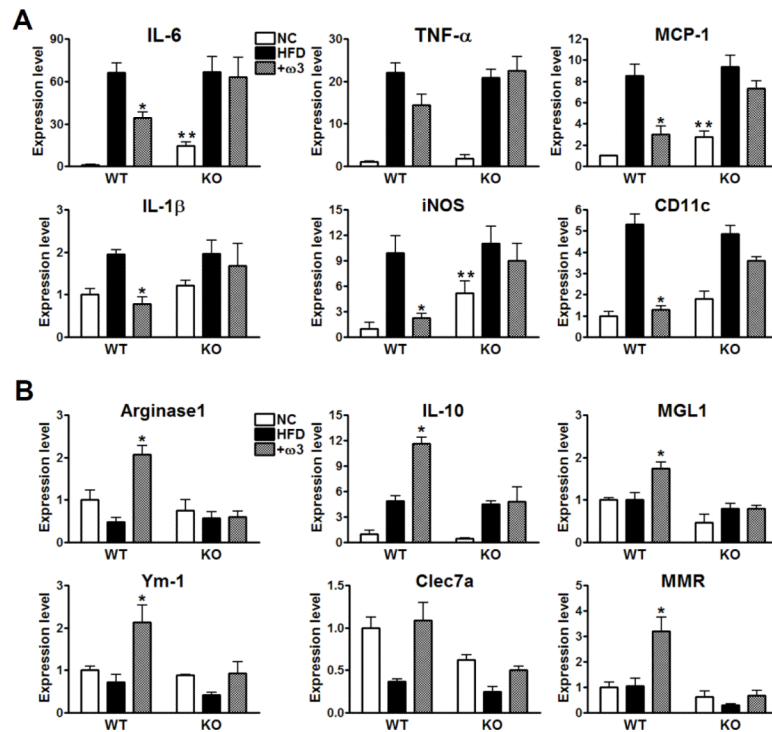 A
IL-6
NC
HFD
+ω3
Expression level
90
60
30
0
*
**
WT KO
TNF-α
Expression level
30
20
10
0
WT KO
MCP-1
Expression level
12
10
8
6
4
2
0
*
**
WT KO
IL-1β
Expression level
3
2
1
0
*
WT KO
iNOS
Expression level
15
12
9
6
3
0
*
**
WT KO
CD11c
Expression level
6
5
4
3
2
1
0
*
WT KO
B
Arginase1
NC
HFD
+ω3
Expression level
3
2
1
0
*
WT KO
IL-10
Expression level
15
12
9
6
3
0
*
WT KO
MGL1
Expression level
3
2
1
0
*
WT KO
Ym-1
Expression level
3
2
1
0
*
WT KO
Clec7a
Expression level
1.5
1.0
0.5
0.0
WT KO
MMR
Expression level
5
4
3
2
1
0
*
WT KO